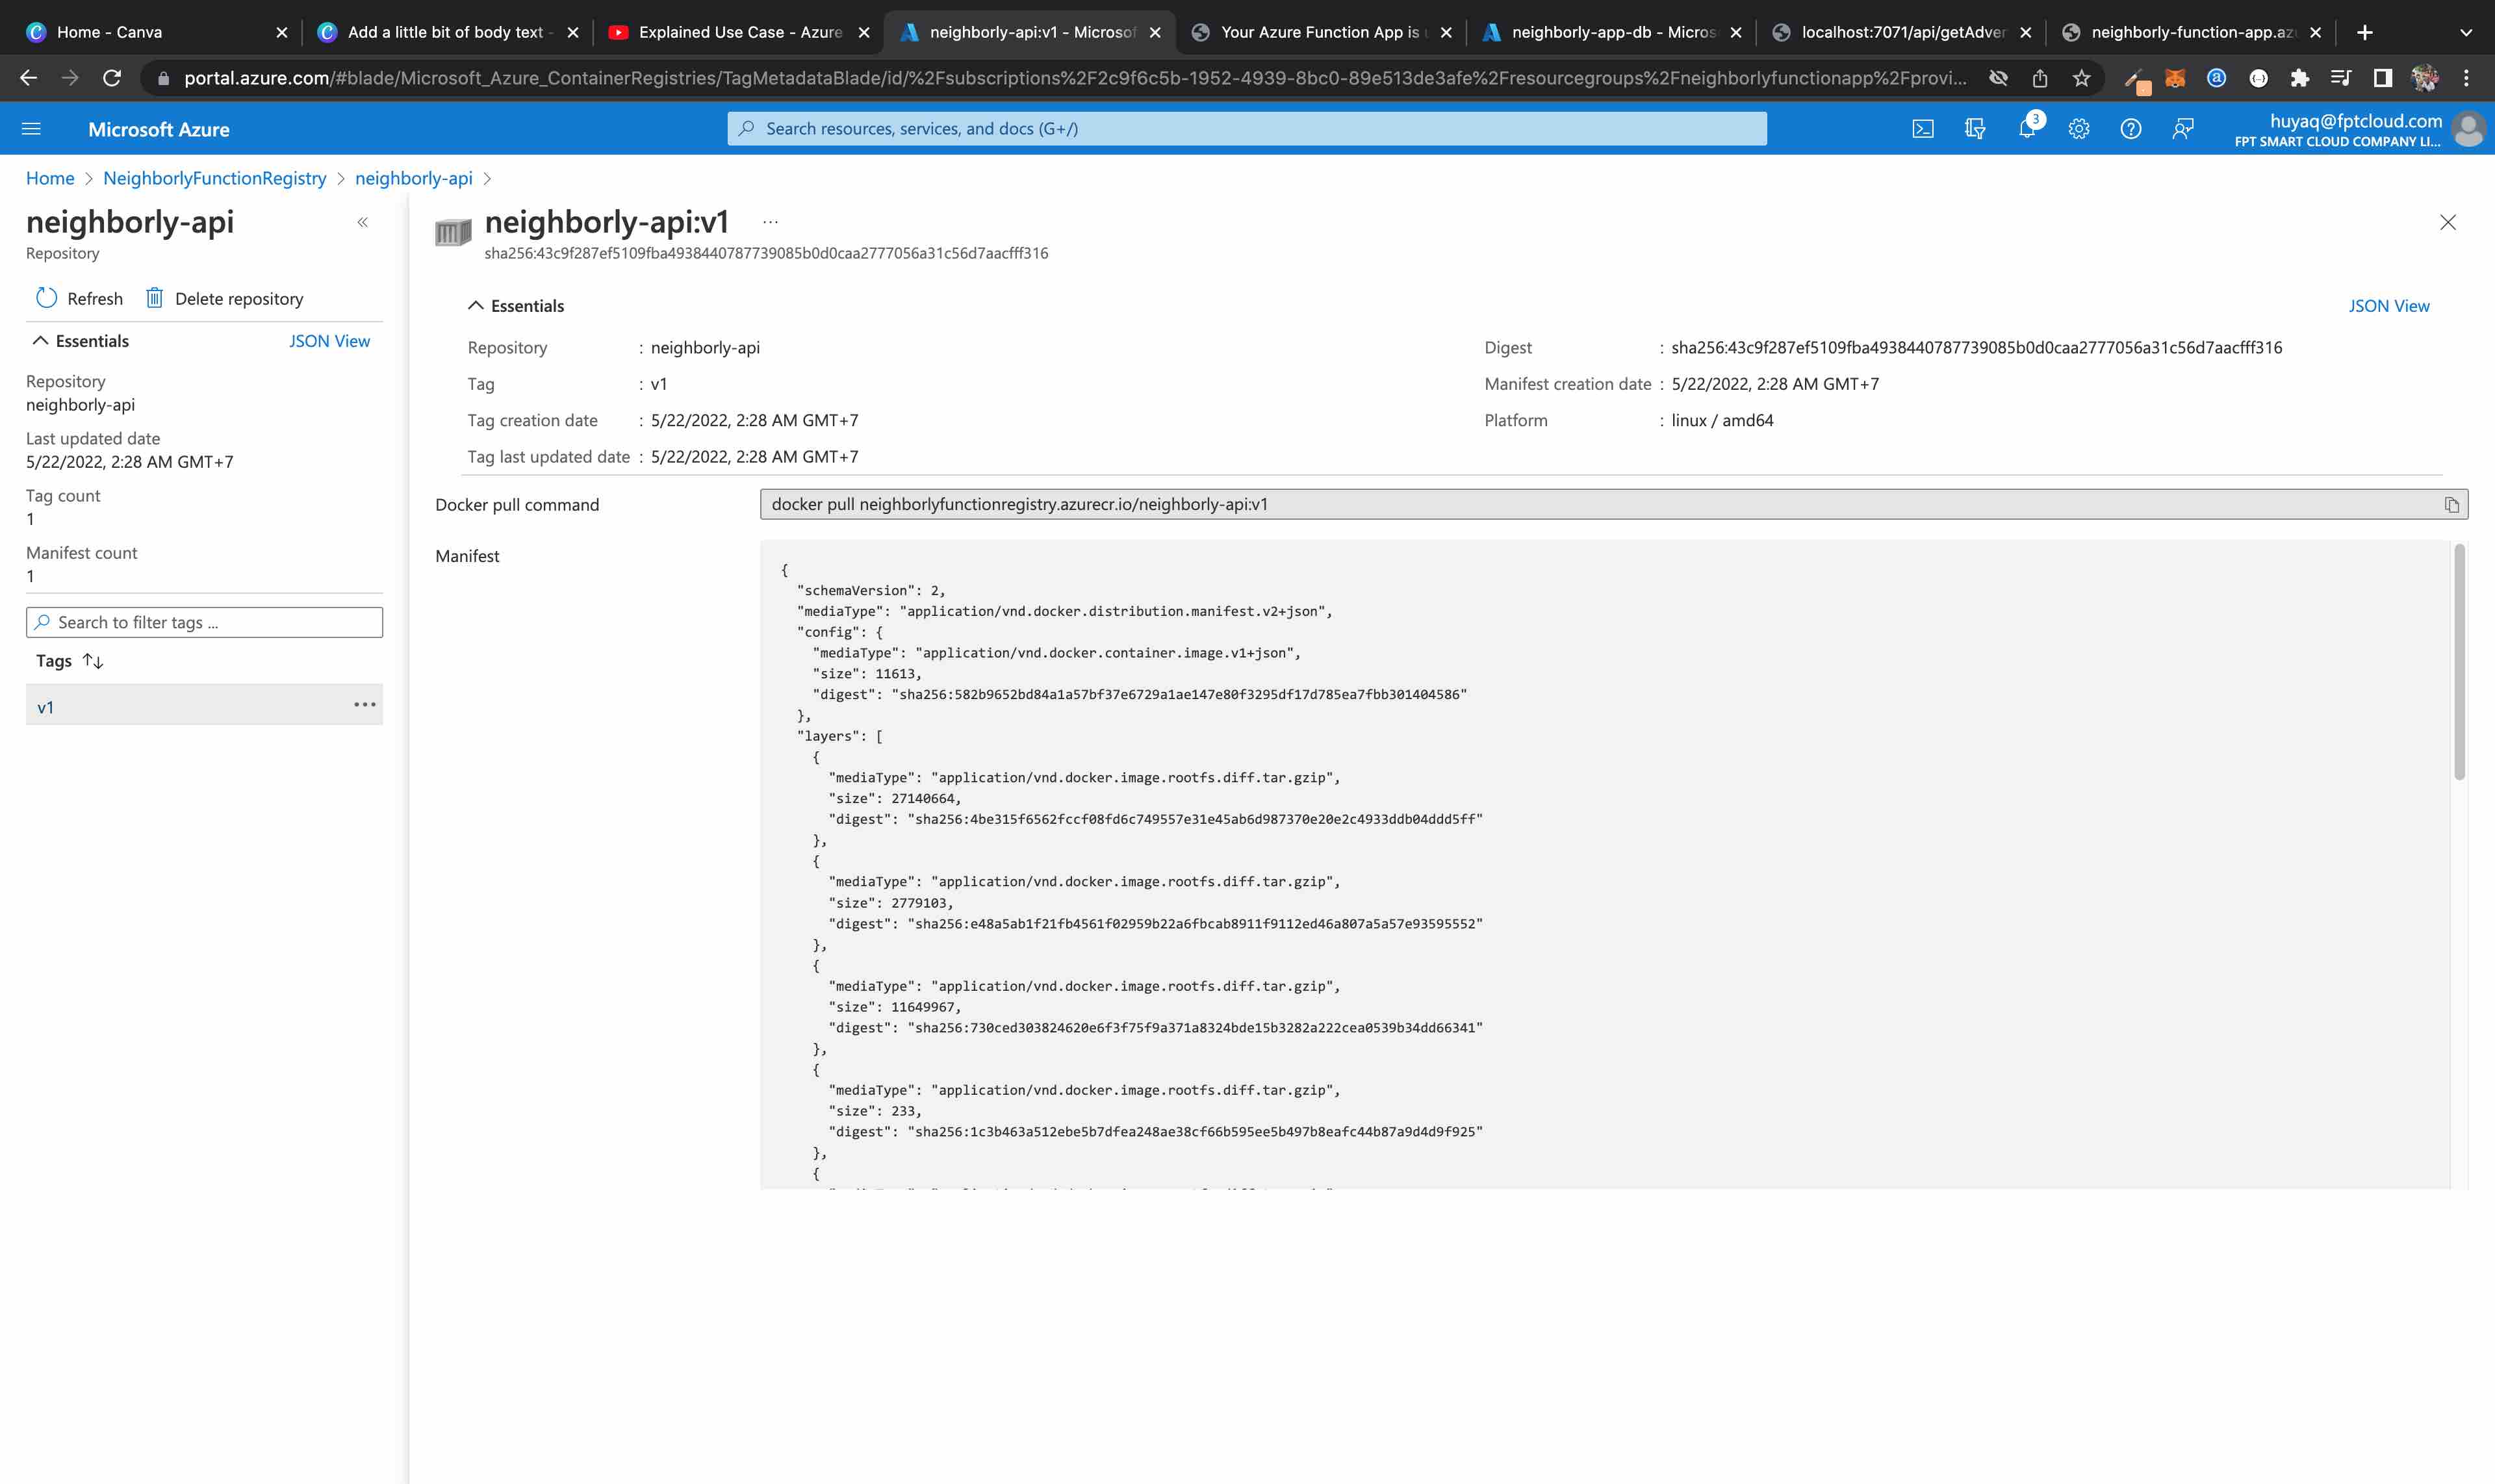 Home - Canva
Add a little bit of body text -
Explained Use Case - Azure
neighborly-api:v1 - Microsof
Your Azure Function App is
neighborly-app-db - Micros
localhost:7071/api/getAdver
neighborly-function-app.az
portal.azure.com/#blade/Microsoft_Azure_ContainerRegistries/TagMetadataBlade/id/%2Fsubscriptions%2F2c9f6c5b-1952-4939-8bc0-89e513de3afe%2Fresourcegroups%2Fneighborlyfunctionapp%2Fprovi...
Microsoft Azure
Search resources, services, and docs (G+/)
3
huyaq@fptcloud.com
FPT SMART CLOUD COMPANY LI...
Home > NeighborlyFunctionRegistry > neighborly-api >
neighborly-api
Repository
Refresh
Delete repository
Essentials
JSON View
Repository
neighborly-api
Last updated date
5/22/2022, 2:28 AM GMT+7
Tag count
1
Manifest count
1
Search to filter tags ...
Tags
v1
neighborly-api:v1 ...
sha256:43c9f287ef5109fba4938440787739085b0d0caa2777056a31c56d7aacfff316
Essentials
JSON View
Repository : neighborly-api
Tag : v1
Tag creation date : 5/22/2022, 2:28 AM GMT+7
Tag last updated date : 5/22/2022, 2:28 AM GMT+7
Digest : sha256:43c9f287ef5109fba4938440787739085b0d0caa2777056a31c56d7aacfff316
Manifest creation date : 5/22/2022, 2:28 AM GMT+7
Platform : linux / amd64
Docker pull command
docker pull neighborlyfunctionregistry.azurecr.io/neighborly-api:v1
Manifest
{
"schemaVersion": 2,
"mediaType": "application/vnd.docker.distribution.manifest.v2+json",
"config": {
"mediaType": "application/vnd.docker.container.image.v1+json",
"size": 11613,
"digest": "sha256:582b9652bd84a1a57bf37e6729a1ae147e80f3295df17d785ea7fbb301404586"
},
"layers": [
{
"mediaType": "application/vnd.docker.image.rootfs.diff.tar.gzip",
"size": 27140664,
"digest": "sha256:4be315f6562fccf08fd6c749557e31e45ab6d987370e20e2c4933ddb04ddd5ff"
},
{
"mediaType": "application/vnd.docker.image.rootfs.diff.tar.gzip",
"size": 2779103,
"digest": "sha256:e48a5ab1f21fb4561f02959b22a6fbcab8911f9112ed46a807a5a57e93595552"
},
{
"mediaType": "application/vnd.docker.image.rootfs.diff.tar.gzip",
"size": 11649967,
"digest": "sha256:730ced303824620e6f3f75f9a371a8324bde15b3282a222cea0539b34dd66341"
},
{
"mediaType": "application/vnd.docker.image.rootfs.diff.tar.gzip",
"size": 233,
"digest": "sha256:1c3b463a512ebe5b7dfea248ae38cf66b595ee5b497b8eafc44b87a9d4d9f925"
},
{